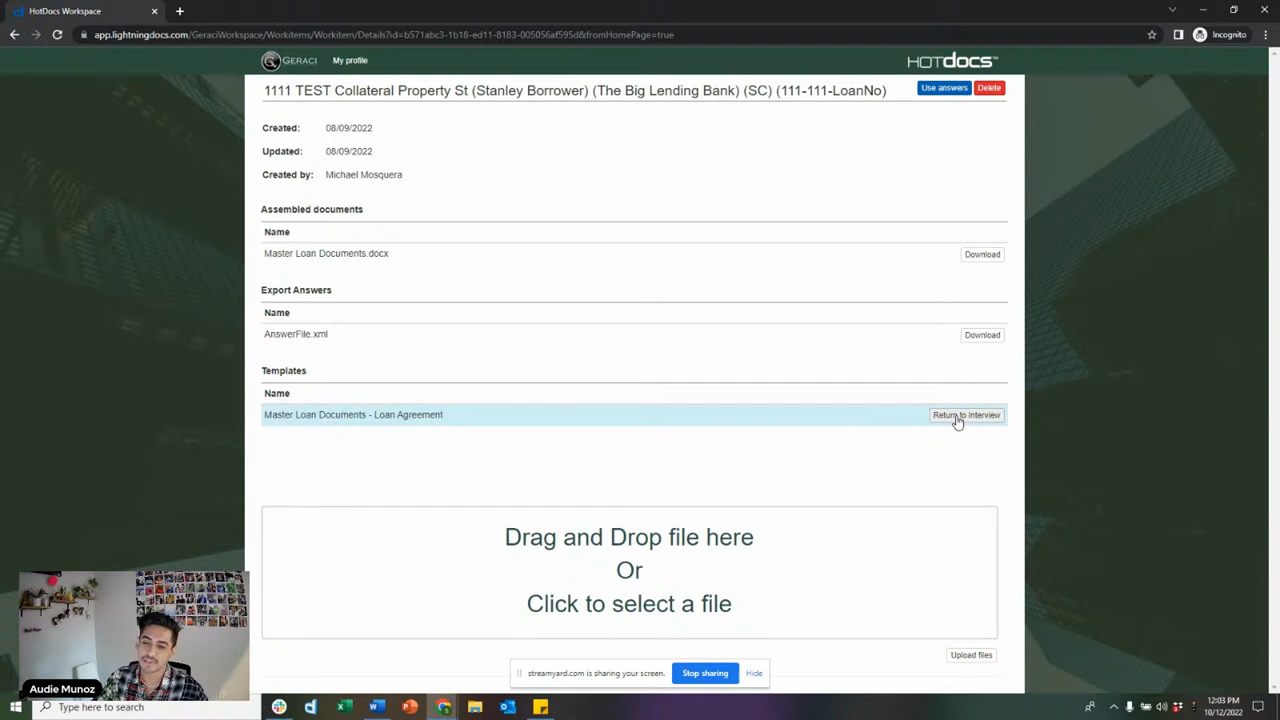 HotDocs Workspace
app.lightningdocs.com/GeraciWorkspace/Workitems/Workitem/Details?id=b571abc3-1b18-ed11-8183-005056af595d&fromHomePage=true
Incognito
GERACI
My profile
HOTDOCS™
1111 TEST Collateral Property St (Stanley Borrower) (The Big Lending Bank) (SC) (111-111-LoanNo)
Use answers
Delete
Created: 08/09/2022
Updated: 08/09/2022
Created by: Michael Mosquera
Assembled documents
Name
Master Loan Documents.docx
Download
Export Answers
Name
AnswerFile.xml
Download
Templates
Name
Master Loan Documents - Loan Agreement
Return to Interview
Drag and Drop file here
Or
Click to select a file
Upload files
streamyard.com is sharing your screen.
Stop sharing
Hide
Audie Munoz
Type here to search
12:03 PM
10/12/2022